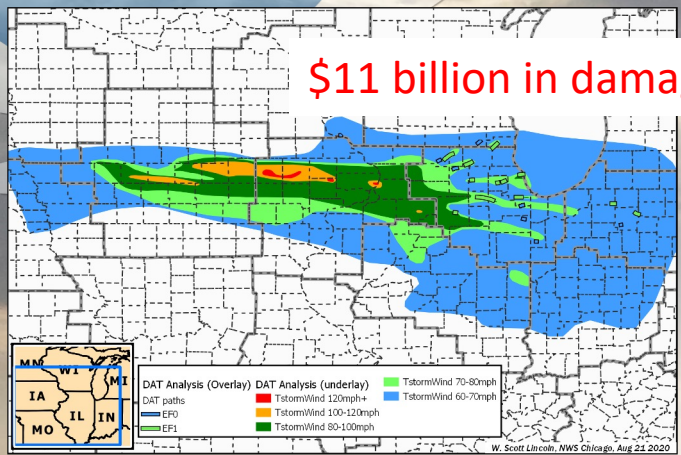 $11 billion in dama
MN
WI
MI
IA
IL
IN
MO
DAT Analysis (Overlay)
DAT paths
EF0
EF1
DAT Analysis (underlay)
TstormWind 120mph+
TstormWind 100-120mph
TstormWind 80-100mph
TstormWind 70-80mph
TstormWind 60-70mph
W. Scott Lincoln, NWS Chicago, Aug 21 2020